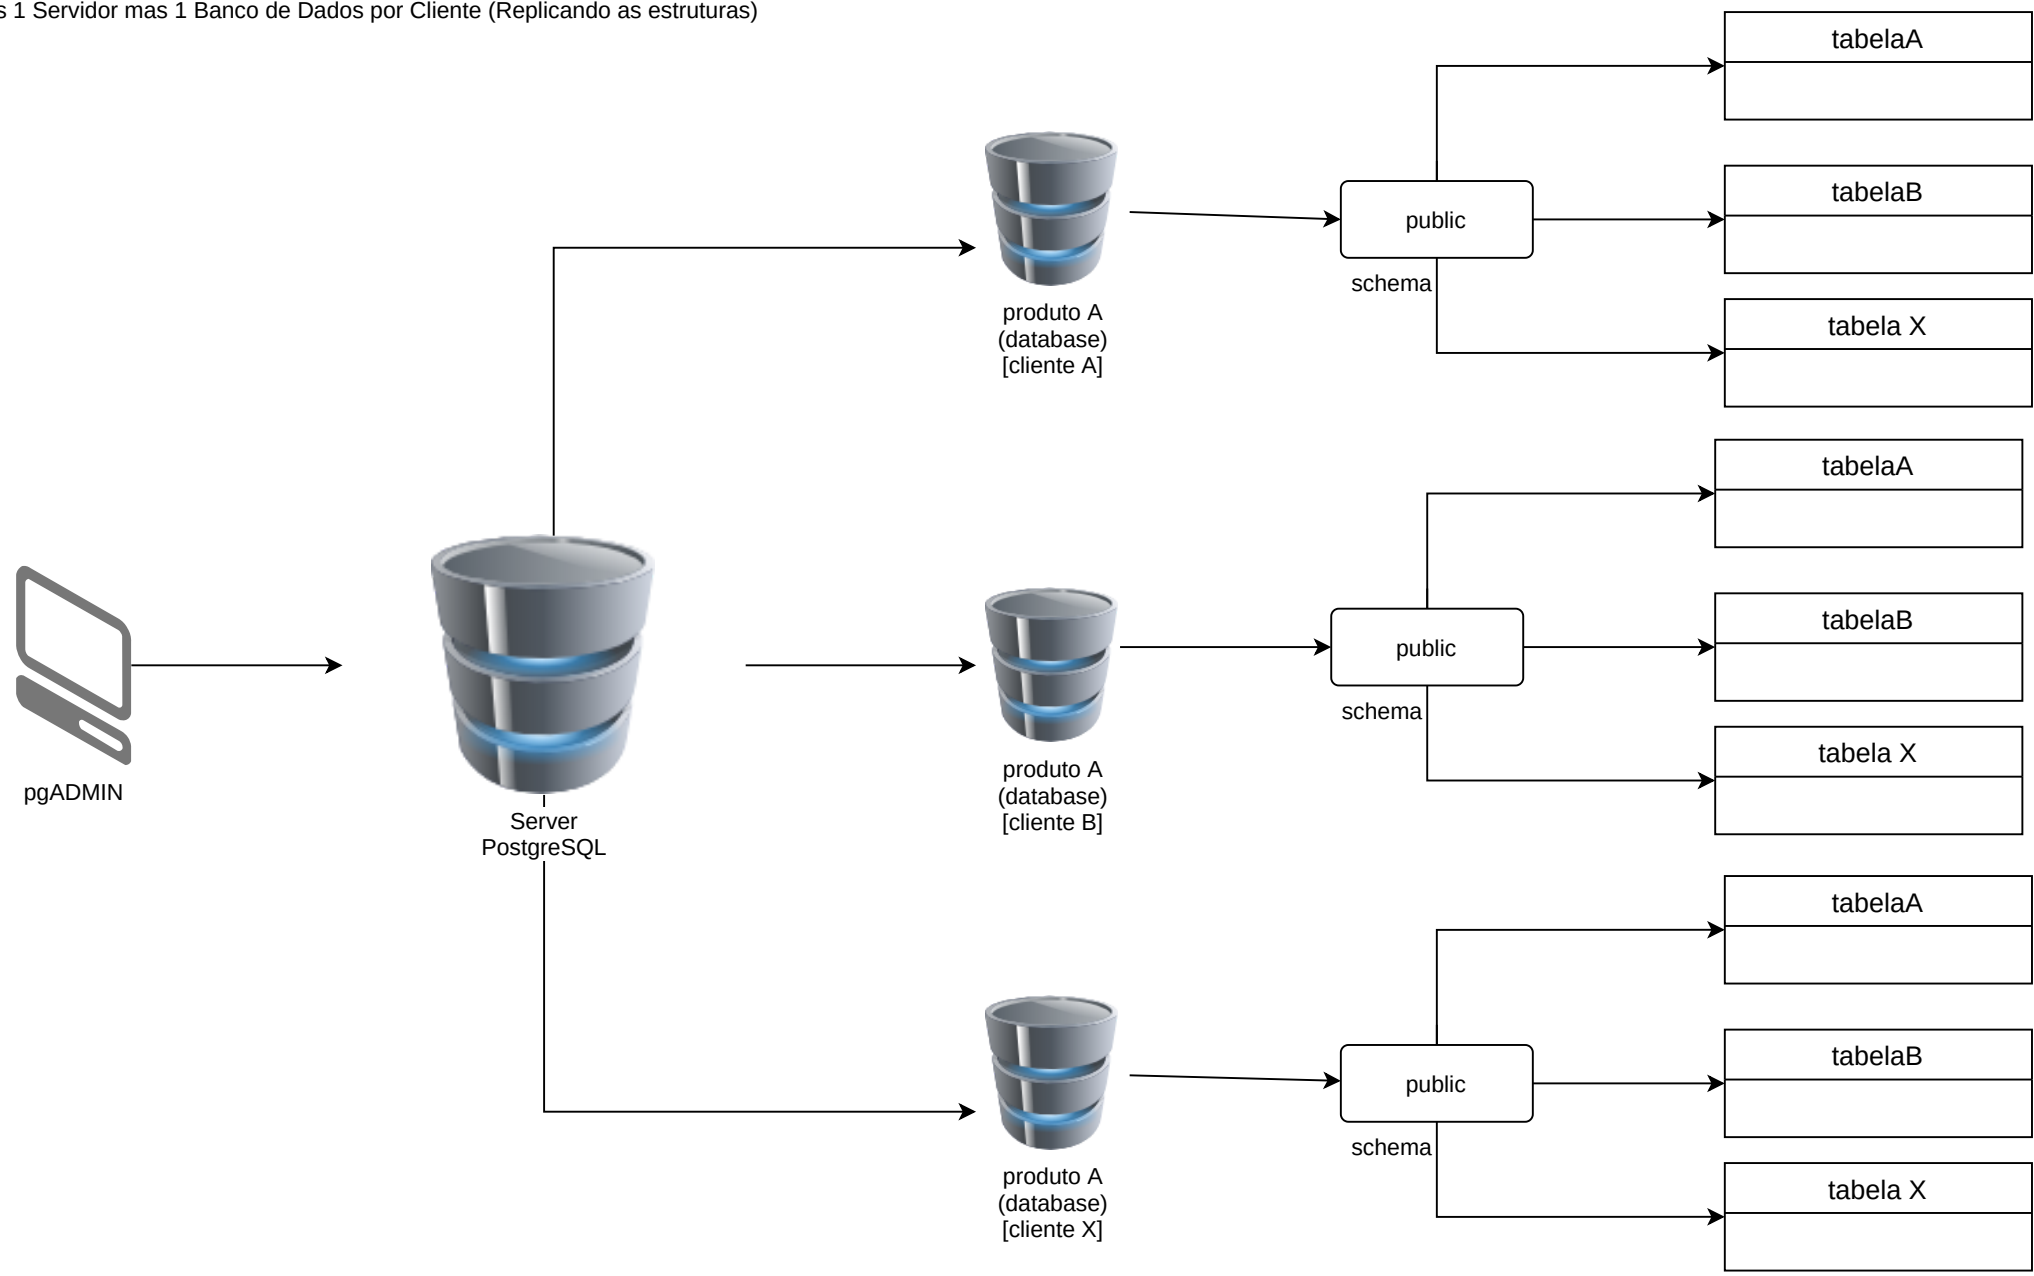 1 Servidor mas 1 Banco de Dados por Cliente (Replicando as estruturas)
tabelaA
tabelaB
public
schema
tabela X
produto A
(database)
[cliente A]
tabelaA
tabelaB
public
schema
tabela X
produto A
(database)
[cliente B]
pgADMIN
Server
PostgreSQL
tabelaA
tabelaB
public
schema
tabela X
produto A
(database)
[cliente X]